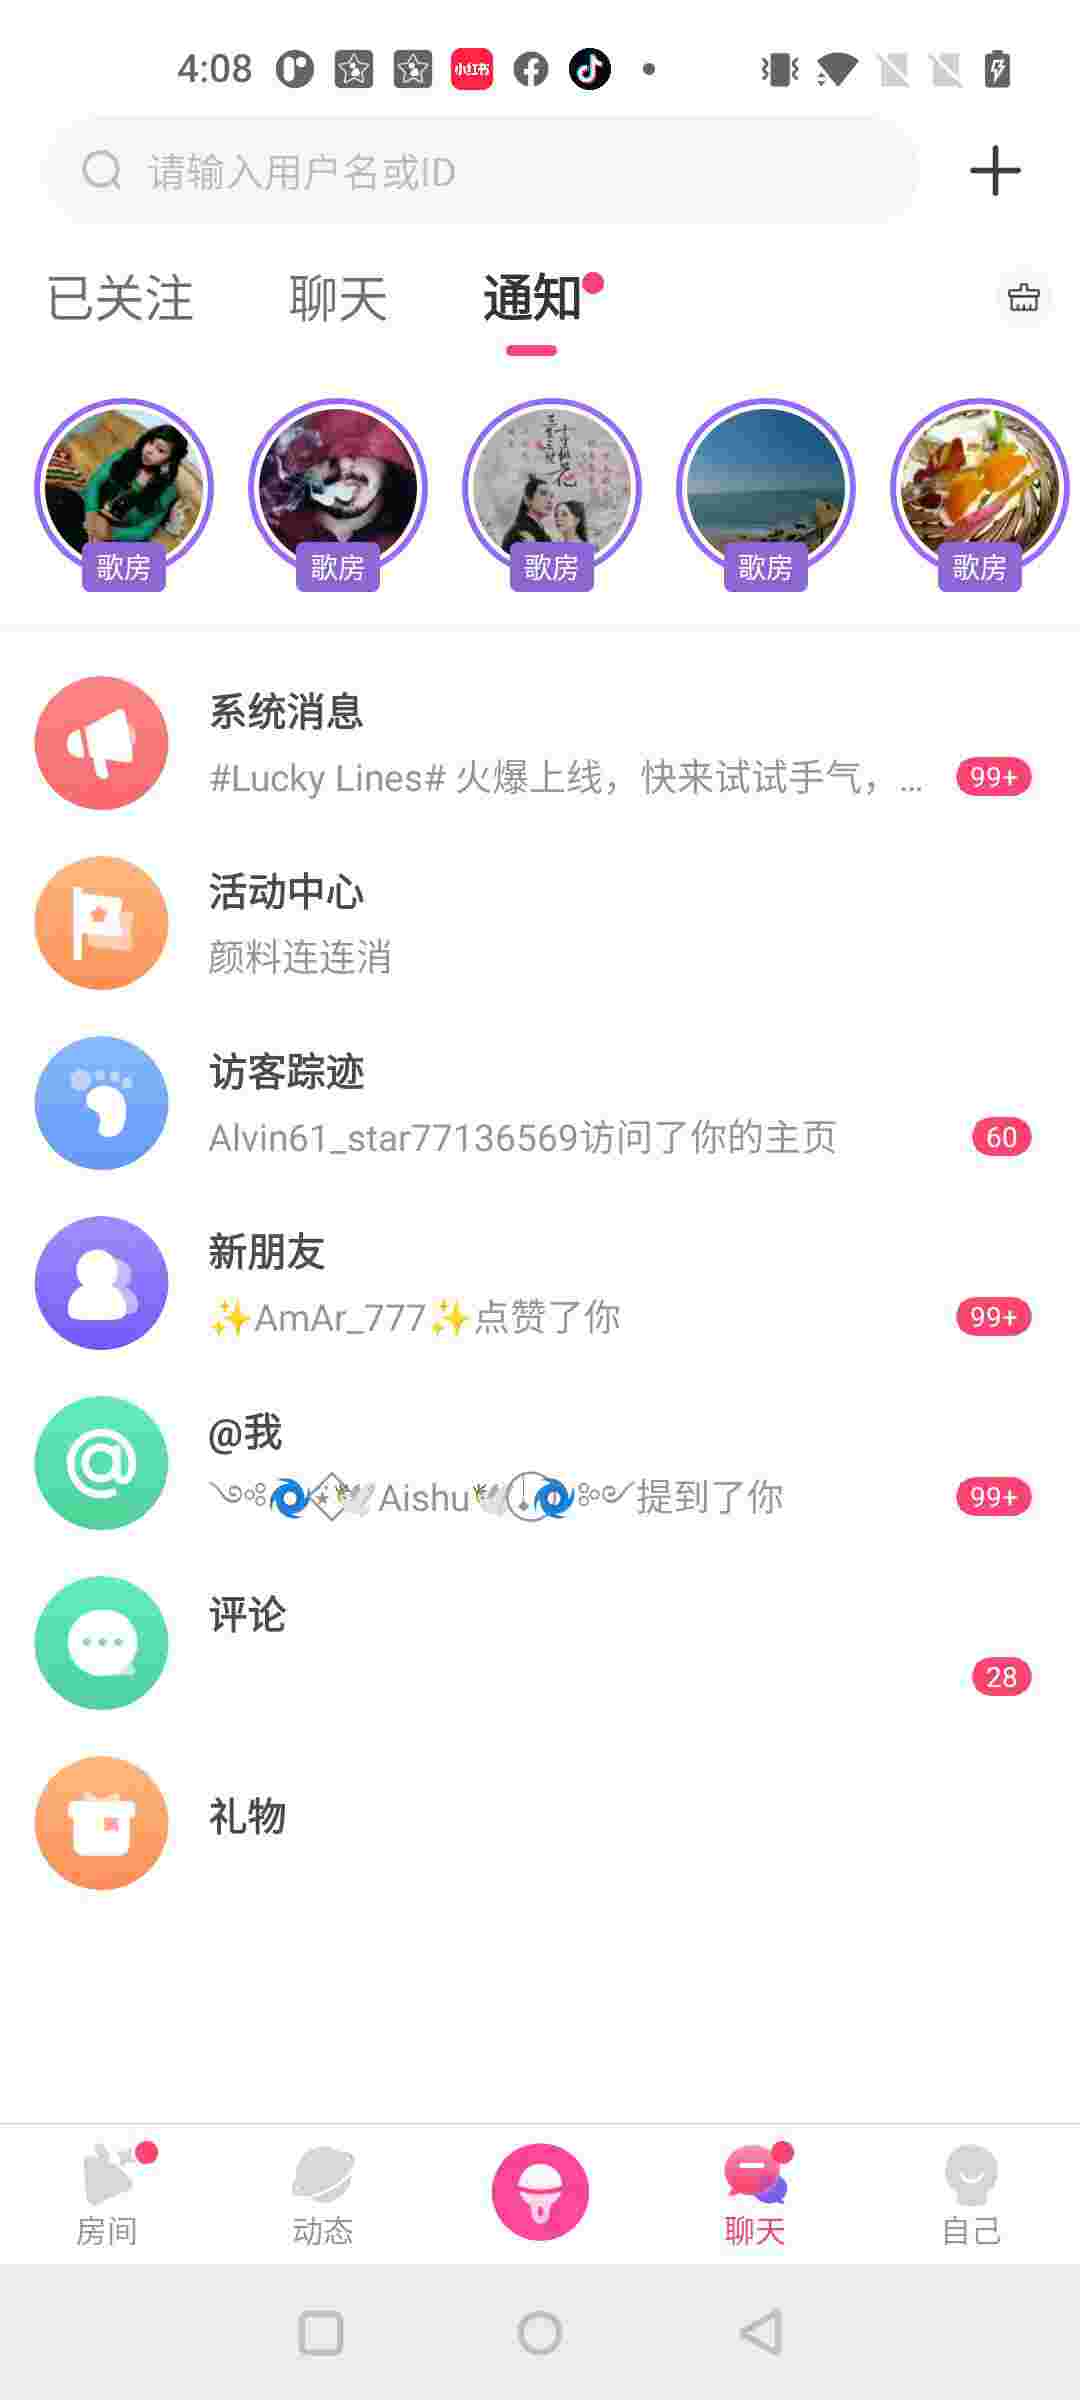 4:08
小红书
请输入用户名或ID
已关注 聊天 通知
歌房 歌房 歌房 歌房 歌房
系统消息
#Lucky Lines# 火爆上线，快来试试手气，...
99+
活动中心
颜料连连消
访客踪迹
Alvin61_star77136569访问了你的主页
60
新朋友
✨AmAr_777✨点赞了你
99+
@我
༄༻🌀🕊Aishu🕊🌀༺࿐提到了你
99+
评论
28
礼物
房间 动态 聊天 自己